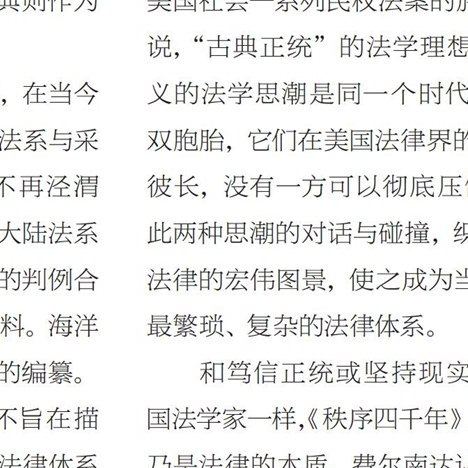 典则作为
，在当今
法系与采
不再泾渭
大陆法系
的判例合
料。海洋
的编纂。
不旨在描
法律体系
美国社会一系列民权法案的
说，“古典正统”的法学理想
义的法学思潮是同一个时代
双胞胎，它们在美国法律界的
彼长，没有一方可以彻底压
此两种思潮的对话与碰撞，
法律的宏伟图景，使之成为当
最繁琐、复杂的法律体系。
和笃信正统或坚持现实
国法学家一样，《秩序四千年》
乃是法律的本质。费尔南达